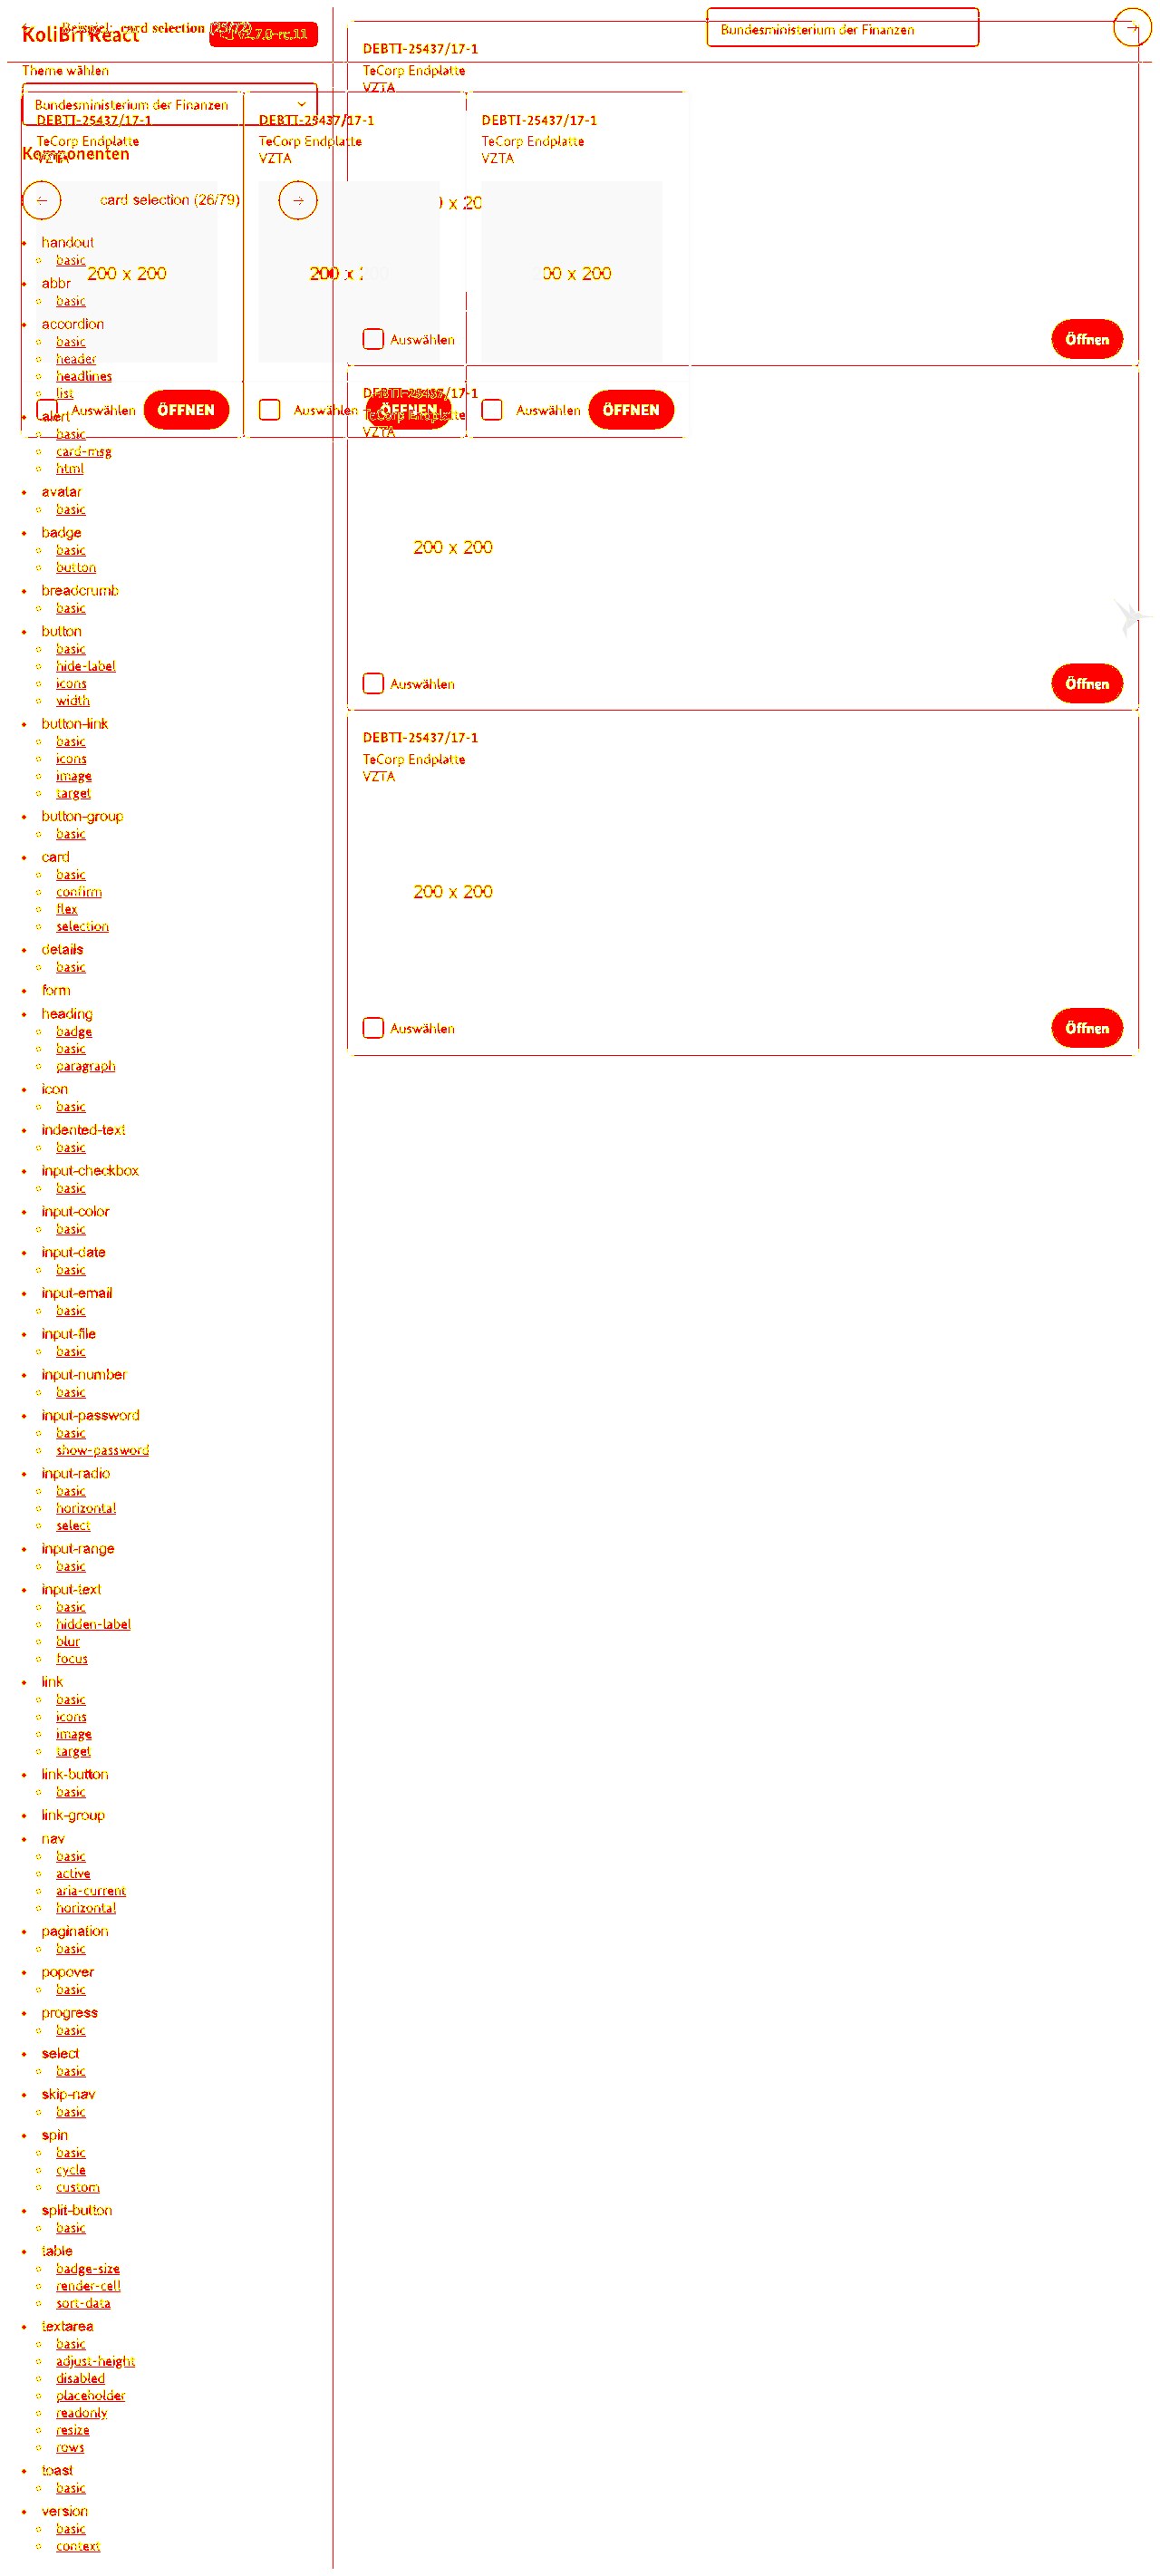 Beispiel: card selection (25/72)
KoliBri React
v1.7.0-rc.11
Bundesministerium der Finanzen
DEBTI-25437/17-1
TeCorp Endplatte
VZTA
Theme wählen
Bundesministerium der Finanzen
DEBTI-25437/17-1
DEBTI-25437/17-1
DEBTI-25437/17-1
TeCorp Endplatte
TeCorp Endplatte
TeCorp Endplatte
Komponenten
VZTA
VZTA
VZTA
card selection (26/79)
200 x 200
200 x
00 x 200
handout
basic
abbr
basic
accordion
basic
header
headlines
list
alert
basic
card-msg
html
Auswählen
ÖFFNEN
Auswählen
ÖFFNEN
Auswählen
ÖFFNEN
avatar
basic
badge
basic
button
breadcrumb
basic
button
basic
hide-label
icons
width
button-link
basic
icons
image
target
button-group
basic
card
basic
confirm
flex
selection
details
basic
form
heading
badge
basic
paragraph
icon
basic
indented-text
basic
input-checkbox
basic
input-color
basic
input-date
basic
input-email
basic
input-file
basic
input-number
basic
input-password
basic
show-password
input-radio
basic
horizontal
select
input-range
basic
input-text
basic
hidden-label
blur
focus
link
basic
icons
image
target
link-button
basic
link-group
nav
basic
active
aria-current
horizontal
pagination
basic
popover
basic
progress
basic
select
basic
skip-nav
basic
spin
basic
cycle
custom
split-button
basic
table
badge-size
render-cell
sort-data
textarea
basic
adjust-height
disabled
placeholder
readonly
resize
rows
toast
basic
version
basic
context
x 20
Auswählen
Öffnen
DEBTI-25437/17-1
TeCorp Endplatte
VZTA
200 x 200
Auswählen
Öffnen
DEBTI-25437/17-1
TeCorp Endplatte
VZTA
200 x 200
Auswählen
Öffnen